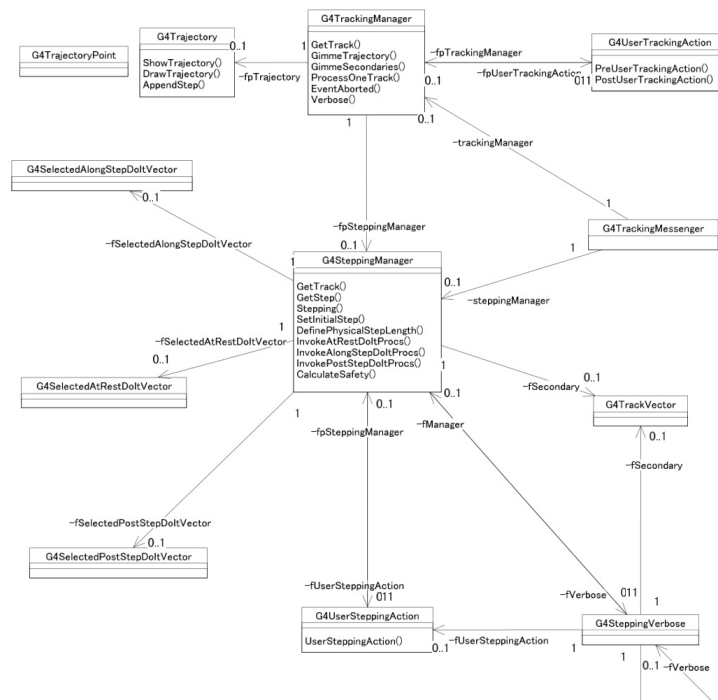 G4TrackingManager
GetTrack()
GimmeTrajectory()
GimmeSecondaries()
ProcessOneTrack()
EventAborted()
Verbose()
G4Trajectory
ShowTrajectory()
DrawTrajectory()
AppendStep()
G4TrajectoryPoint
G4UserTrackingAction
PreUserTrackingAction()
PostUserTrackingAction()
0..1
1
-fpTrajectory
-fpTrackingManager
0..1
-fpUserTrackingAction
011
0..1
1
-trackingManager
1
G4SelectedAlongStepDoItVector
0..1
-fSelectedAlongStepDoItVector
1
-fpSteppingManager
0..1
G4TrackingMessenger
1
G4SteppingManager
GetTrack()
GetStep()
Stepping()
SetInitialStep()
DefinePhysicalStepLength()
InvokeAtRestDoItProcs()
InvokeAlongStepDoItProcs()
InvokePostStepDoItProcs()
CalculateSafety()
0..1
-steppingManager
1
-fSelectedAtRestDoItVector
0..1
G4SelectedAtRestDoItVector
1
-fSecondary
0..1
G4TrackVector
0..1
1
0..1
0..1
-fpSteppingManager
-fManager
-fSecondary
-fSelectedPostStepDoItVector
0..1
G4SelectedPostStepDoItVector
-fUserSteppingAction
011
-fVerbose
011
1
G4UserSteppingAction
UserSteppingAction()
G4SteppingVerbose
-fUserSteppingAction
0..1
1
1
0..1
-fVerbose